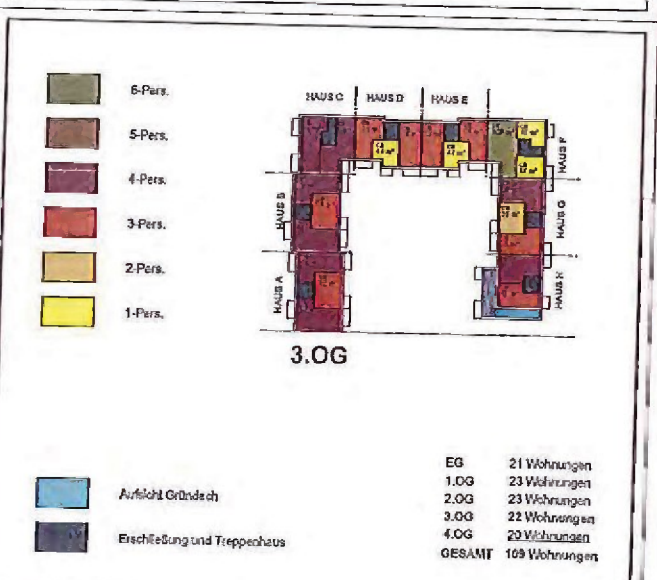 6-Pers.
5-Pers.
4-Pers.
3-Pers.
2-Pers.
1-Pers.
HAUS C HAUS D HAUS E
HAUS F
HAUS B
HAUS G
HAUS A
HAUS H
3.OG
Aufsicht Gründach
Erschließung und Treppenhaus
EG 21 Wohnungen
1.OG 23 Wohnungen
2.OG 23 Wohnungen
3.OG 22 Wohnungen
4.OG 20 Wohnungen
GESAMT 109 Wohnungen